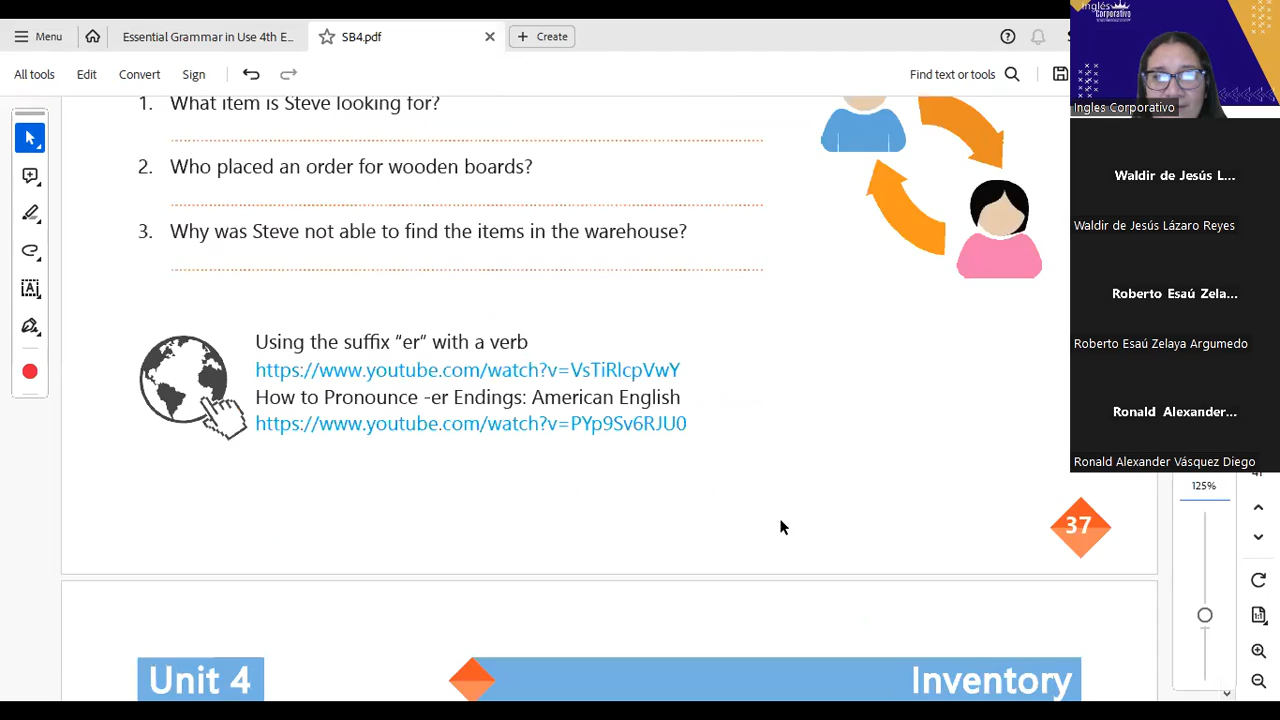 Menu
Essential Grammar in Use 4th E...
SB4.pdf
Create
All tools
Edit
Convert
Sign
Find text or tools
1. What item is Steve looking for?
2. Who placed an order for wooden boards?
3. Why was Steve not able to find the items in the warehouse?
Using the suffix "er" with a verb
https://www.youtube.com/watch?v=VsTiRlcpVwY
How to Pronounce -er Endings: American English
https://www.youtube.com/watch?v=PYp9Sv6RJU0
37
Unit 4
Inventory
Inglés
corporativo
Ingles Corporativo
Waldir de Jesús L...
Waldir de Jesús Lázaro Reyes
Roberto Esaú Zela...
Roberto Esaú Zelaya Argumedo
Ronald Alexander...
Ronald Alexander Vásquez Diego
125%